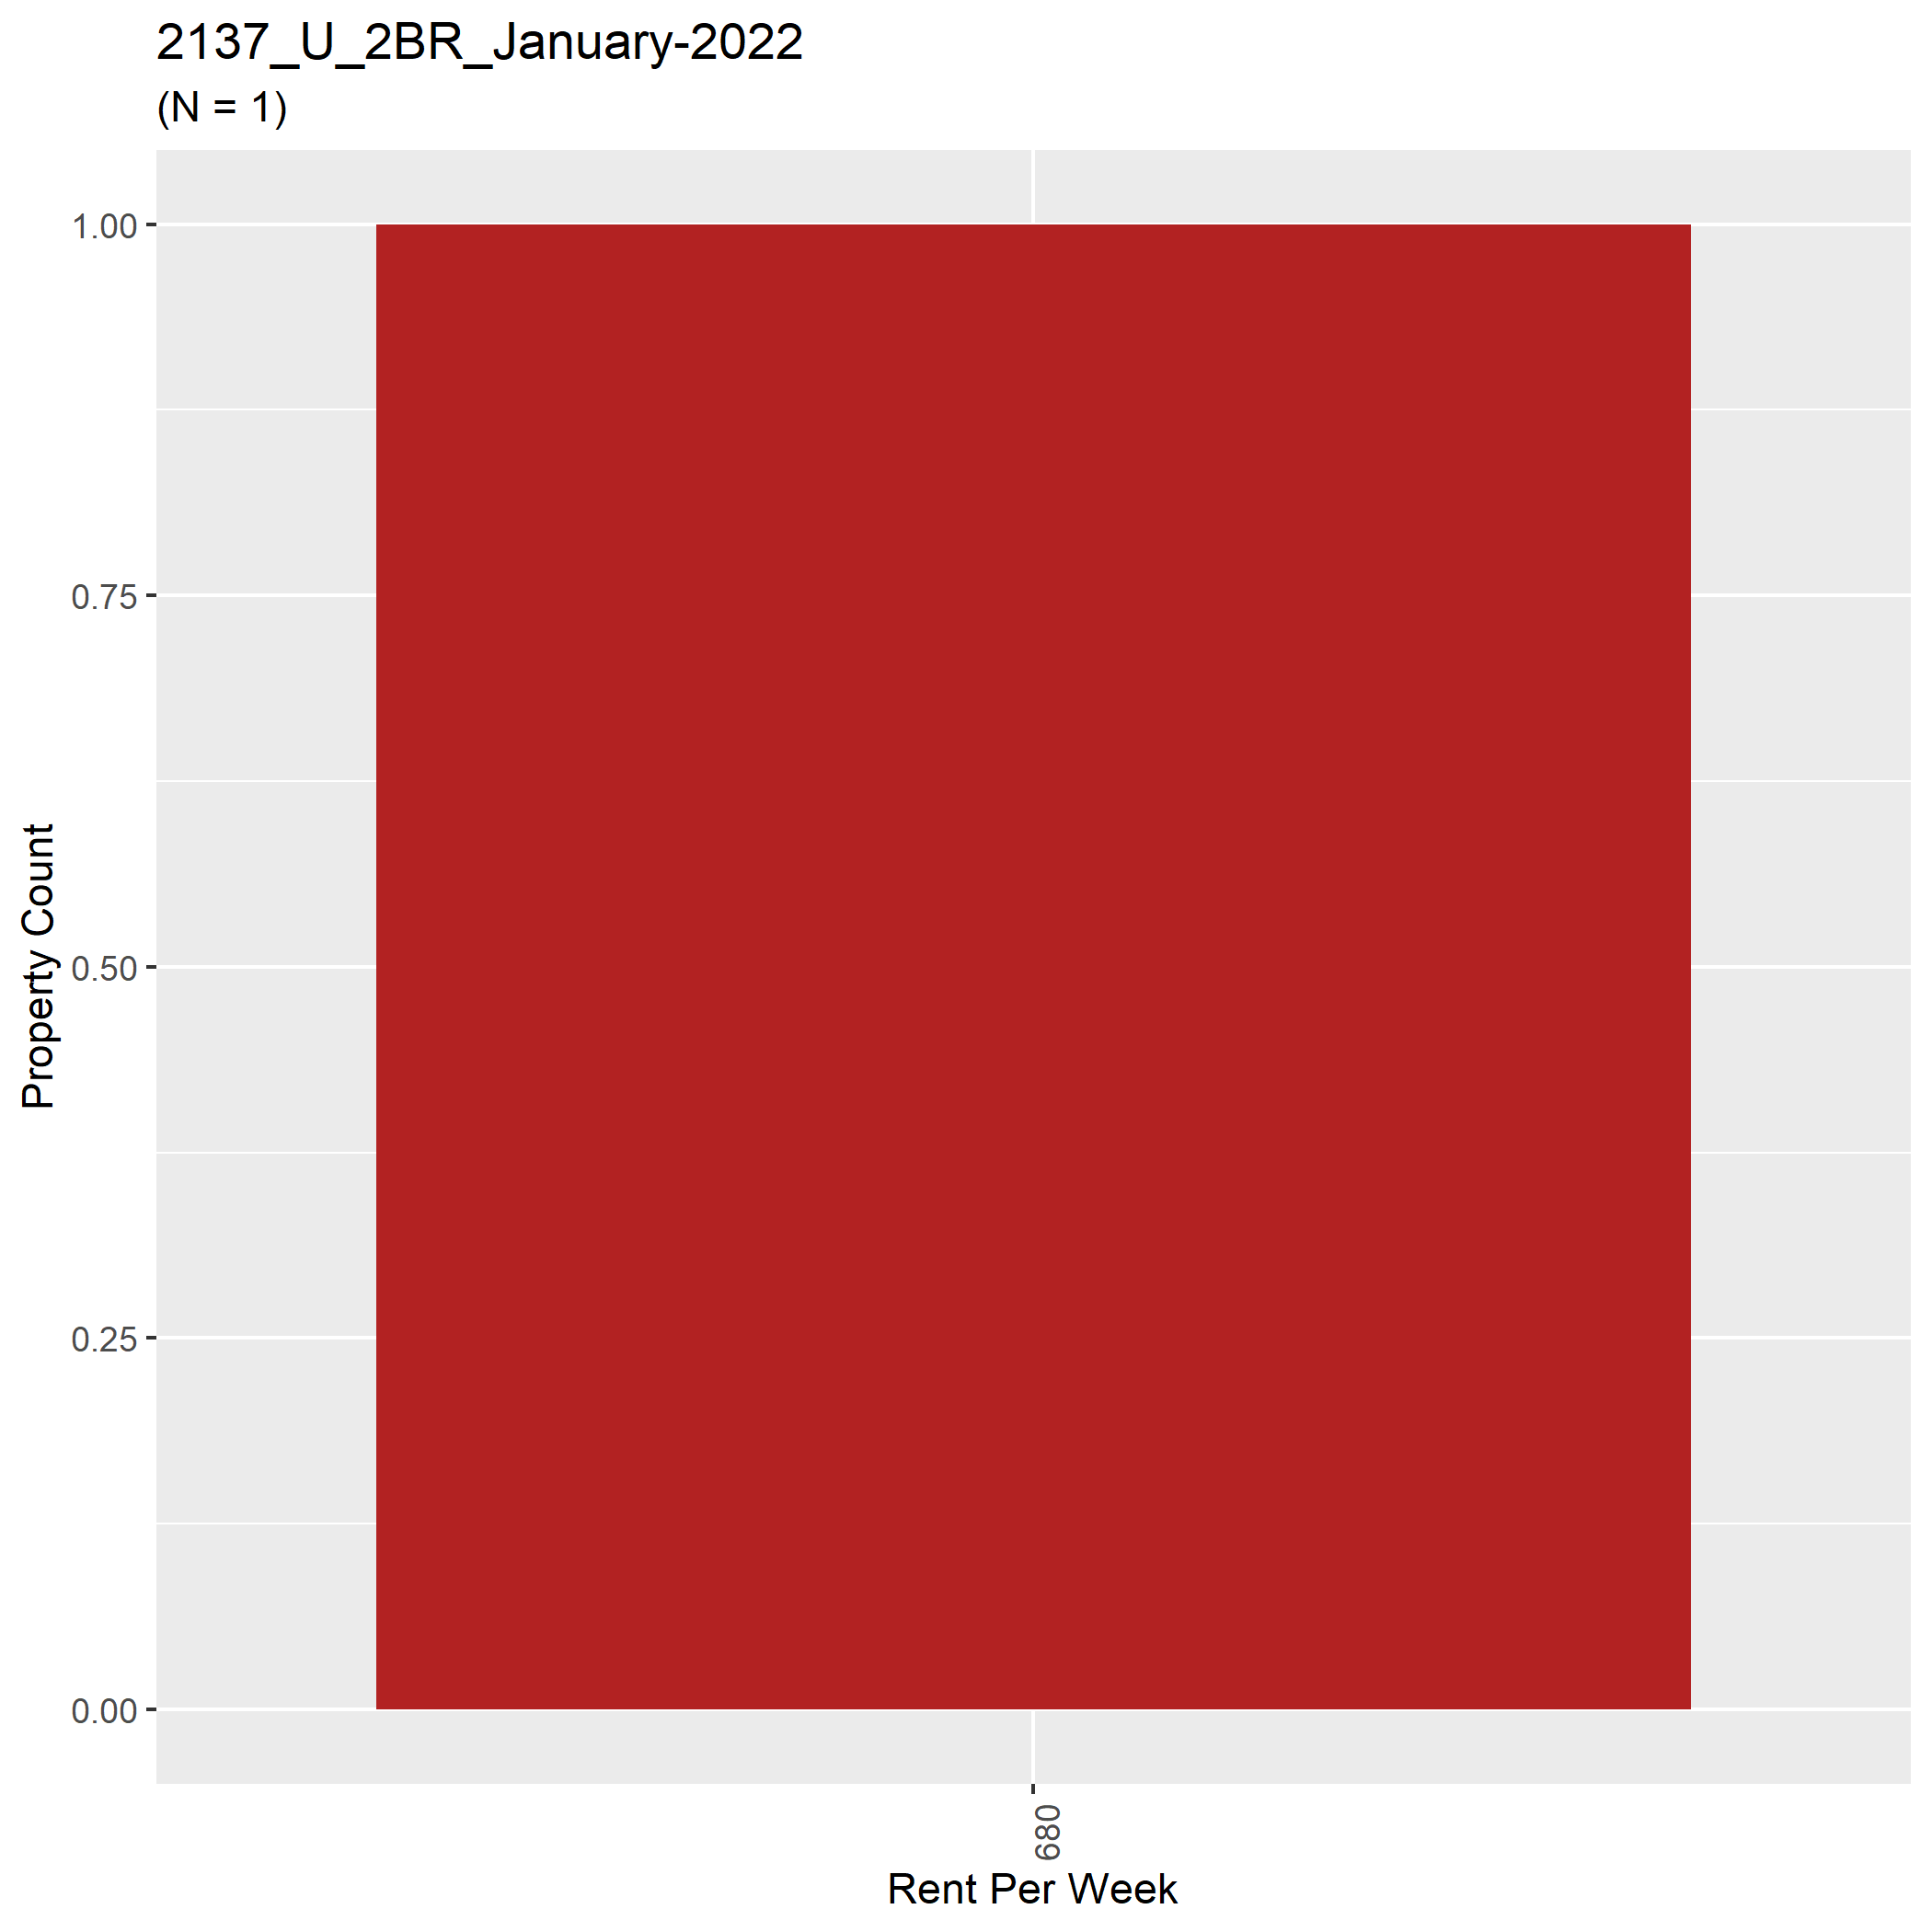 2137_U_2BR_January-2022
(N = 1)
Property Count
1.00
0.75
0.50
0.25
0.00
680
Rent Per Week